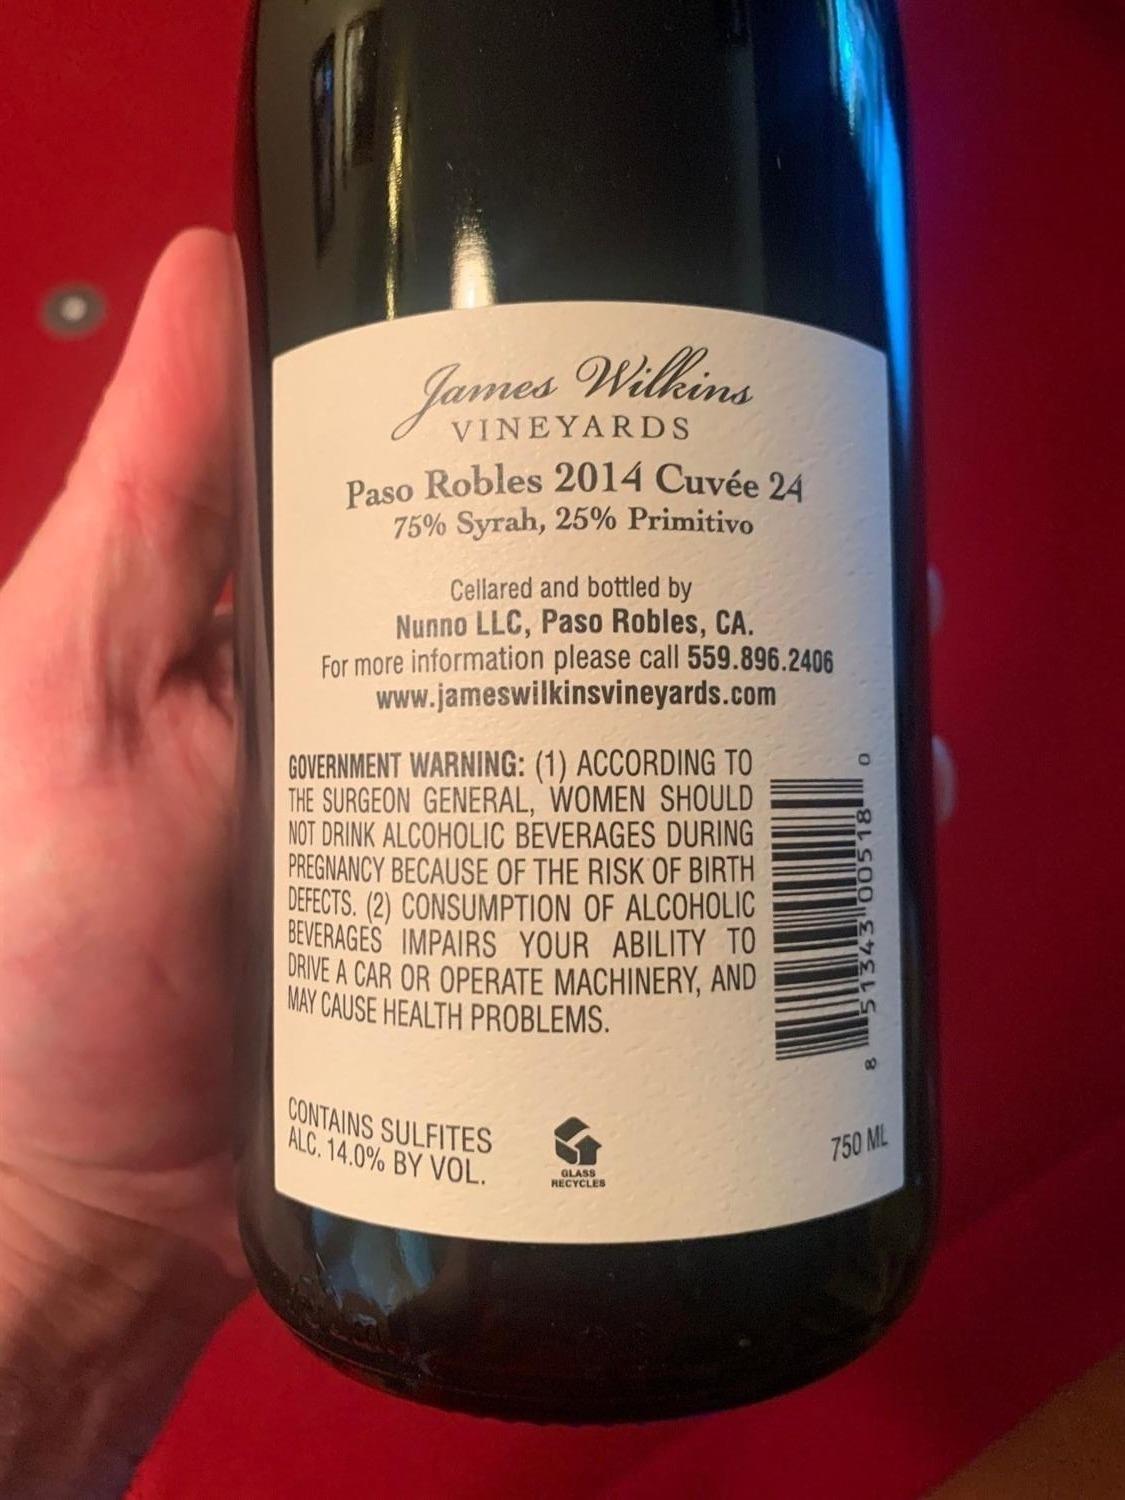 James Wilkins
VINEYARDS
Paso Robles 2014 Cuvée 24
75% Syrah, 25% Primitivo
Cellared and bottled by
Nunno LLC, Paso Robles, CA.
For more information please call 559.896.2406
www.jameswilkinsvineyards.com
GOVERNMENT WARNING: (1) ACCORDING TO
THE SURGEON GENERAL, WOMEN SHOULD
NOT DRINK ALCOHOLIC BEVERAGES DURING
PREGNANCY BECAUSE OF THE RISK OF BIRTH
DEFECTS. (2) CONSUMPTION OF ALCOHOLIC
BEVERAGES IMPAIRS YOUR ABILITY TO
DRIVE A CAR OR OPERATE MACHINERY, AND
MAY CAUSE HEALTH PROBLEMS.
8 51343 00518 0
CONTAINS SULFITES
ALC. 14.0% BY VOL.
GLASS
RECYCLES
750 ML